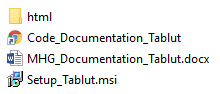 html
Code_Documentation_Tablut
MHG_Documentation_Tablut.docx
Setup_Tablut.msi